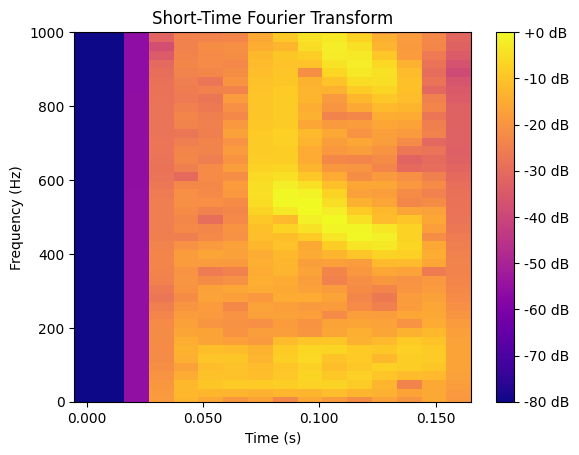 Short-Time Fourier Transform
1000
800
600
400
200
0
Frequency (Hz)
0.000
0.050
0.100
0.150
Time (s)
+0 dB
-10 dB
-20 dB
-30 dB
-40 dB
-50 dB
-60 dB
-70 dB
-80 dB